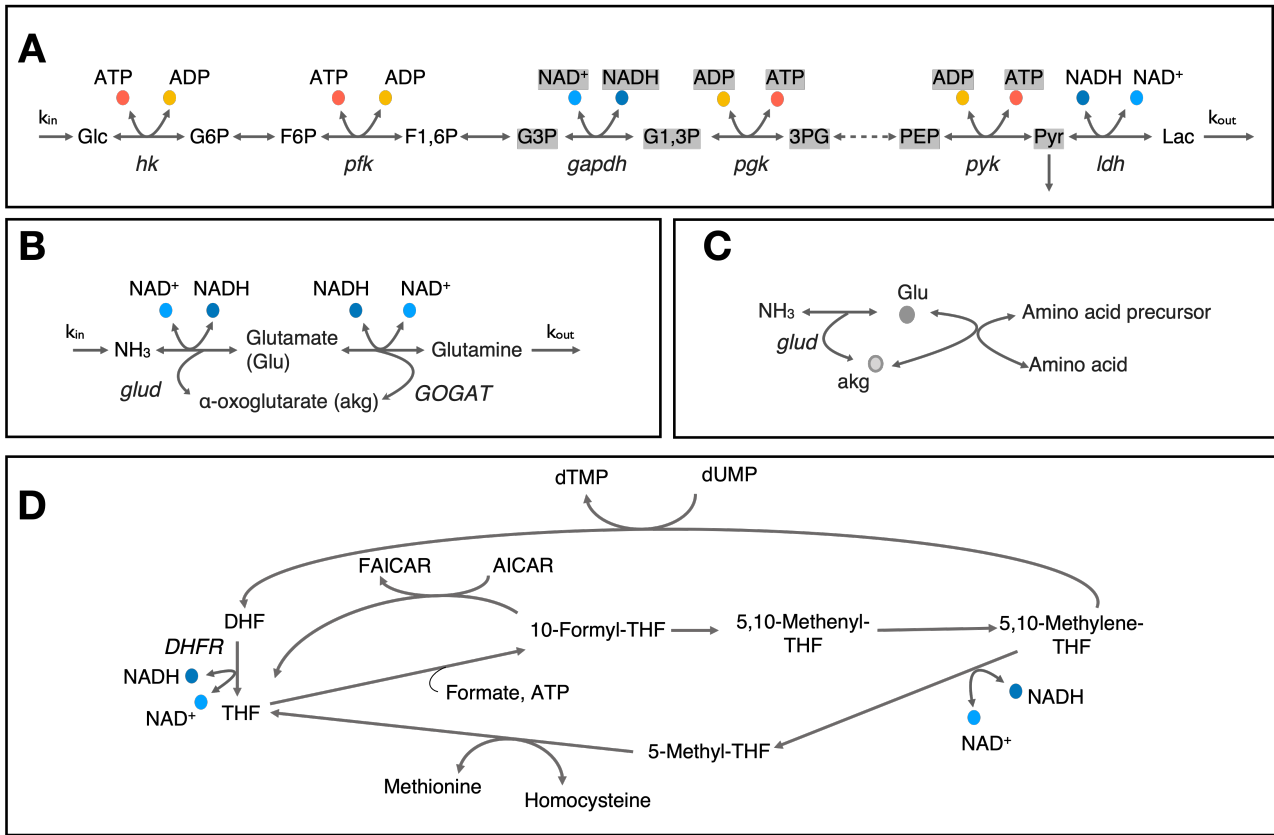 A
ATP ADP ATP ADP NAD⁺ NADH ADP ATP ADP ATP NADH NAD⁺
kin Glc G6P F6P F1,6P G3P G1,3P 3PG PEP Pyr Lac kout
hk pfk gapdh pgk pyk ldh
B
NAD⁺ NADH NADH NAD⁺
kin NH₃ Glutamate Glutamine kout
(Glu)
glud α-oxoglutarate (akg) GOGAT
C
NH₃ Glu Amino acid precursor
glud
akg Amino acid
D
dTMP dUMP
FAICAR AICAR
DHF 10-Formyl-THF 5,10-Methenyl-
THF
5,10-Methylene-
THF
DHFR
NADH
NAD⁺ THF
Formate, ATP
NADH
NAD⁺
5-Methyl-THF
Methionine
Homocysteine